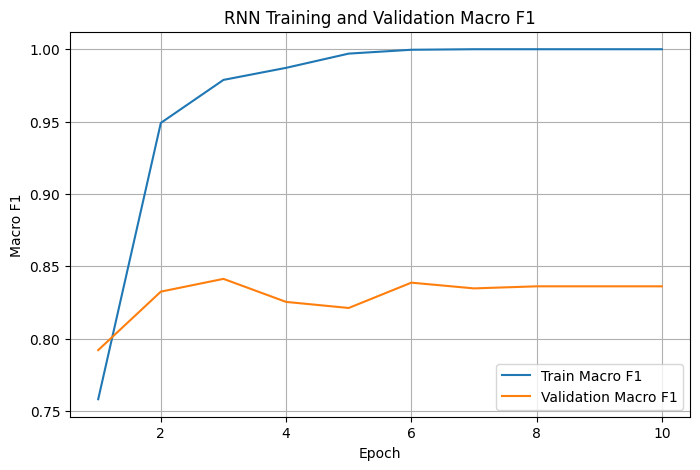 RNN Training and Validation Macro F1
1.00
0.95
0.90
0.85
0.80
0.75
Macro F1
2
4
6
8
10
Epoch
Train Macro F1
Validation Macro F1